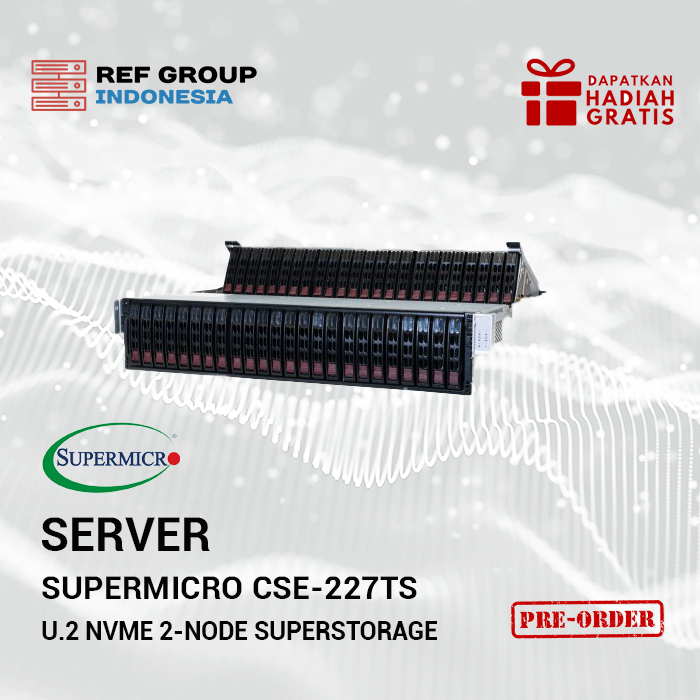 REF GROUP
INDONESIA
DAPATKAN
HADIAH
GRATIS
SUPERMICRO
SERVER
SUPERMICRO CSE-227TS
U.2 NVME 2-NODE SUPERSTORAGE
PRE-ORDER